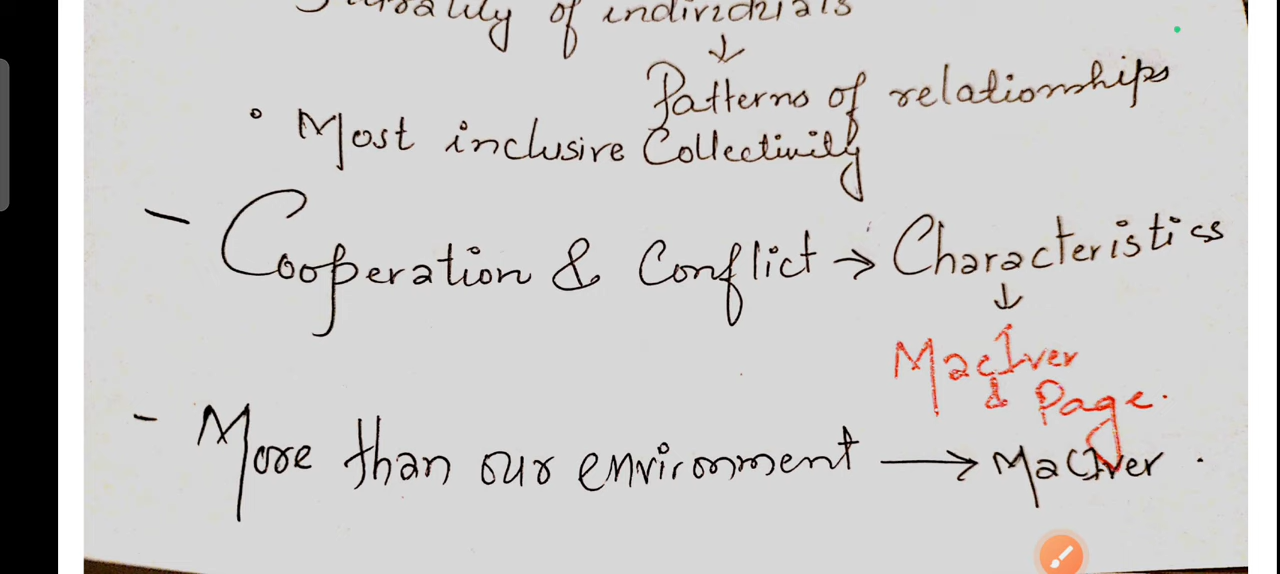 of individuals
↓
Patterns of relationships
• Most inclusive Collectivity
- Cooperation & Conflict → Characteristics
↓
MacIver
& Page.
- More than our environment → MacIver.